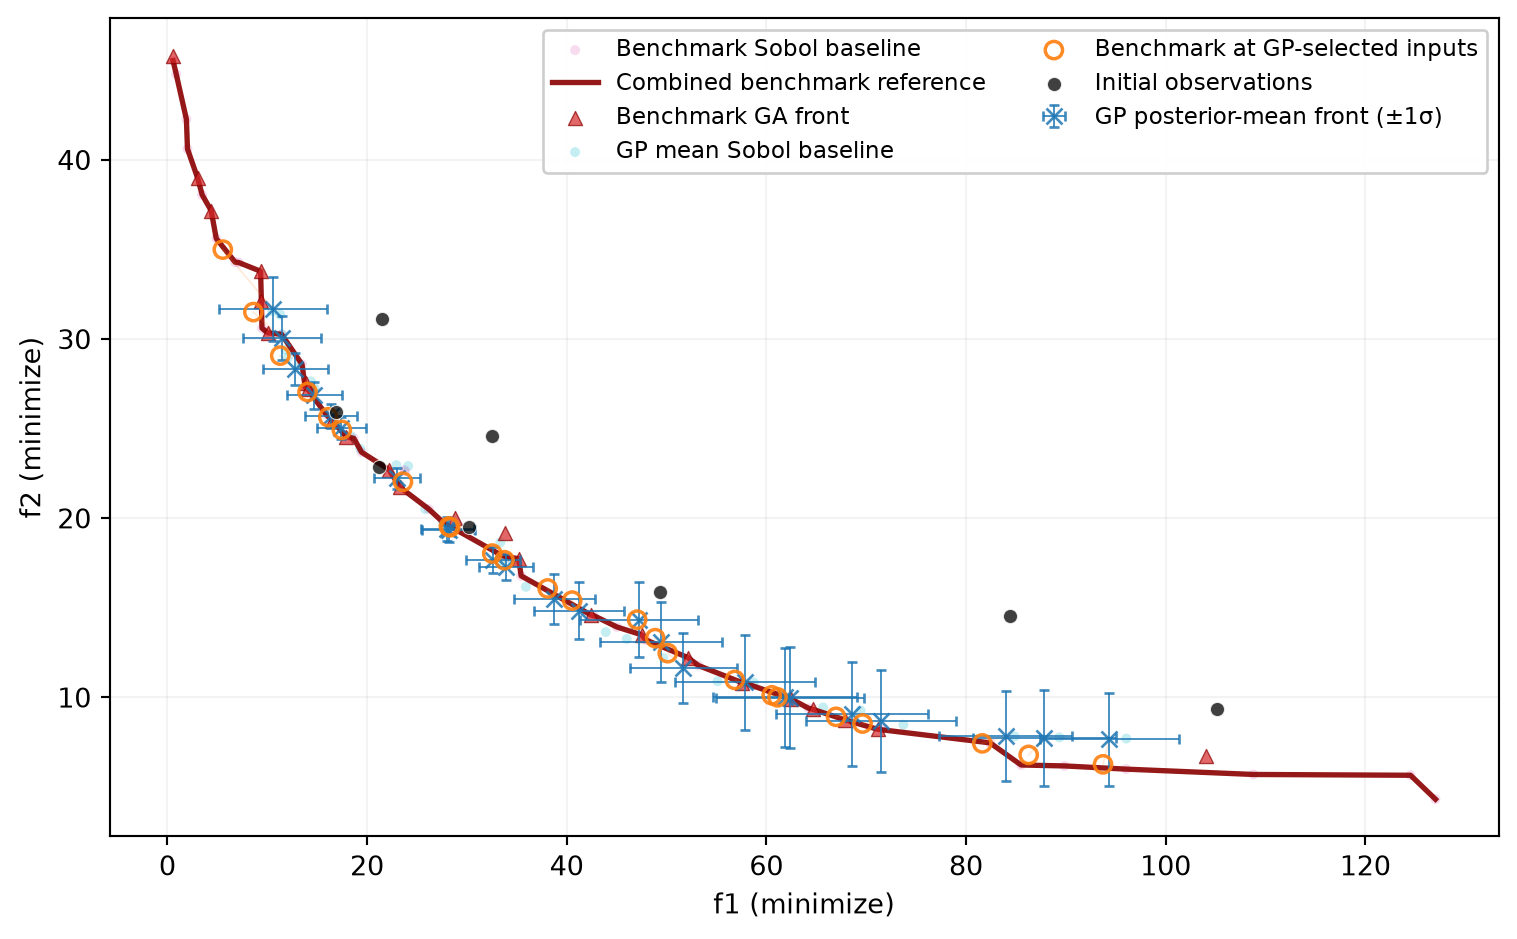 Benchmark Sobol baseline
Combined benchmark reference
Benchmark GA front
GP mean Sobol baseline
Benchmark at GP-selected inputs
Initial observations
GP posterior-mean front (±1σ)
f2 (minimize)
40
30
20
10
0
20
40
60
80
100
120
f1 (minimize)